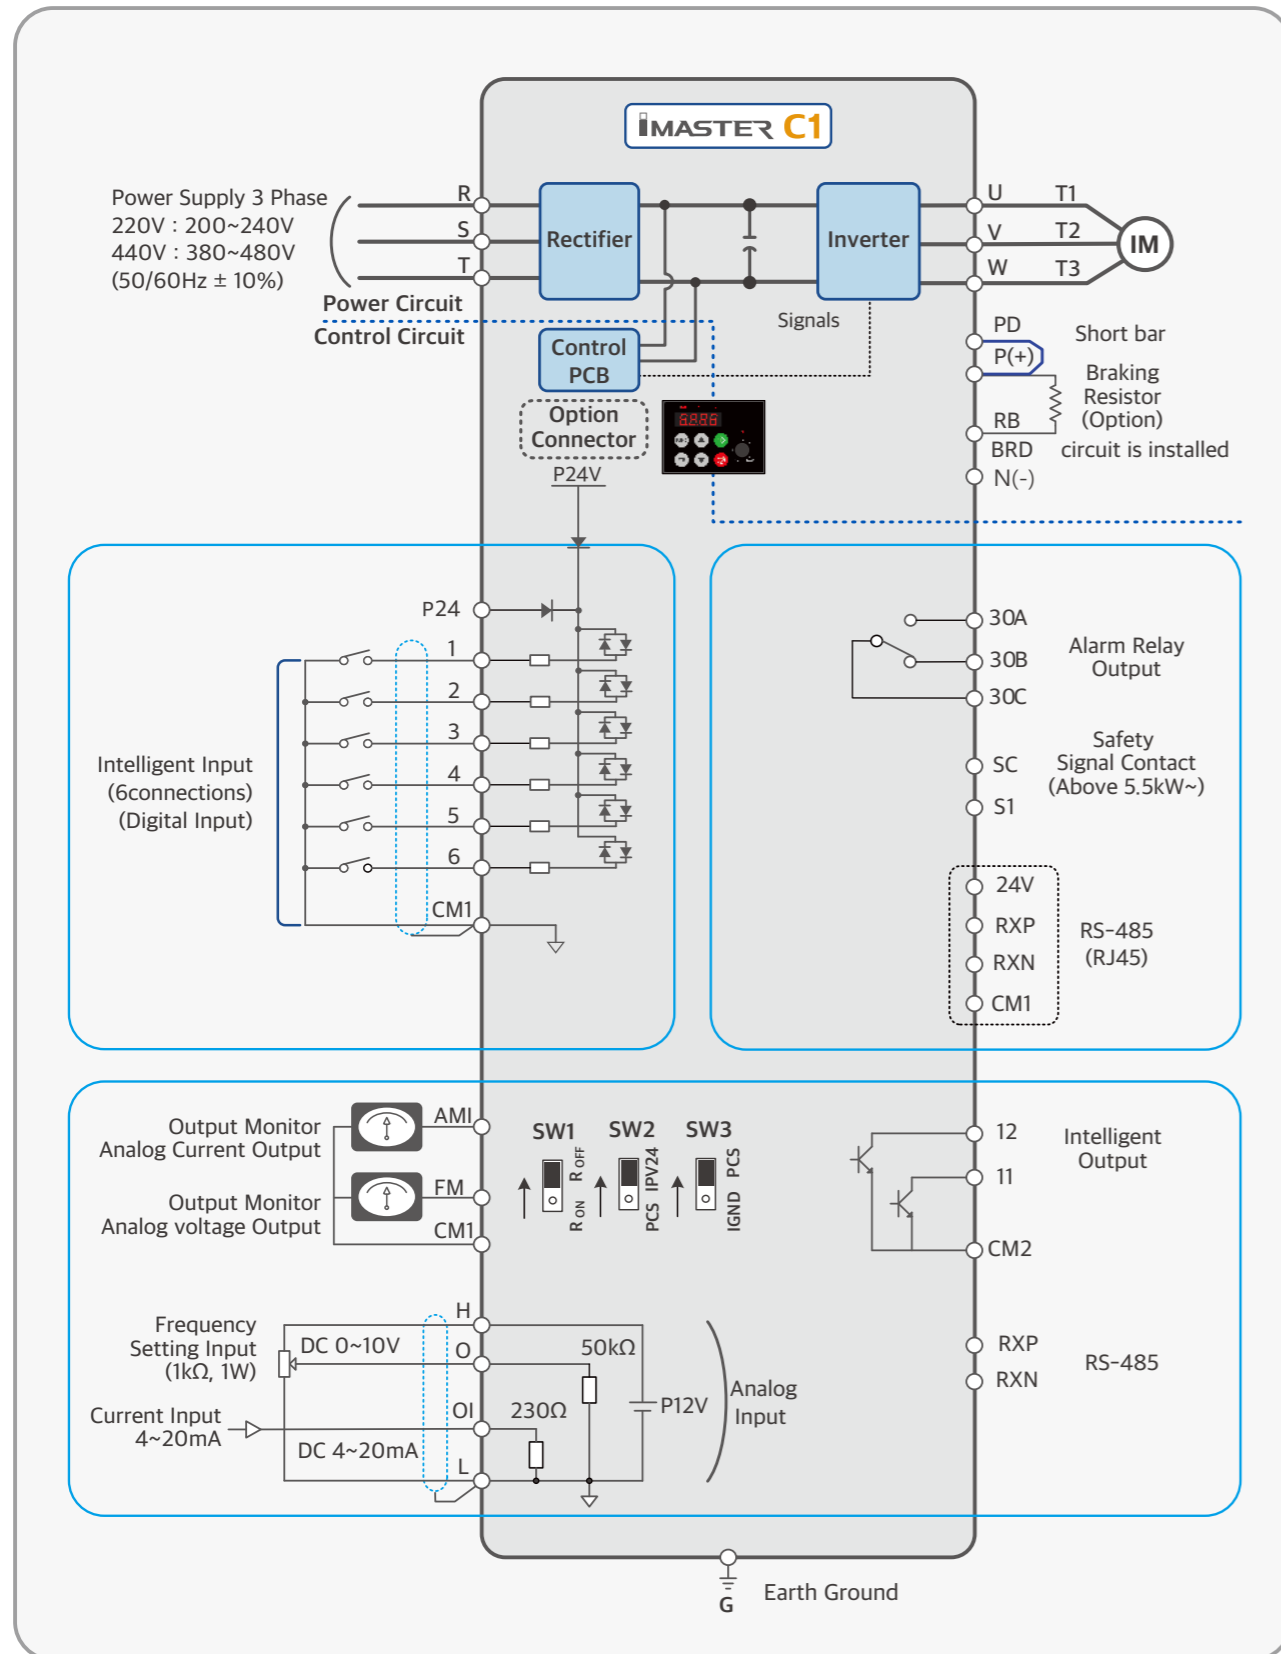 iMASTER C1
Power Supply 3 Phase
220V : 200~240V
440V : 380~480V
(50/60Hz ± 10%)
R
S
T
Rectifier
Inverter
U
V
W
T1
T2
T3
IM
Power Circuit
Control Circuit
Control
PCB
Signals
Option
Connector
PD
P(+)
RB
BRD
N(-)
Short bar
Braking
Resistor
(Option)
circuit is installed
P24V
P24
1
2
3
4
5
6
CM1
Intelligent Input
(6connections)
(Digital Input)
30A
30B
30C
Alarm Relay
Output
SC
S1
Safety
Signal Contact
(Above 5.5kW~)
24V
RXP
RXN
CM1
RS-485
(RJ45)
Output Monitor
Analog Current Output
AMI
Output Monitor
Analog voltage Output
FM
CM1
SW1
SW2
SW3
R ON
R OFF
PCS
IPV24
IGND
PCS
12
11
CM2
Intelligent
Output
Frequency
Setting Input
(1kΩ, 1W)
Current Input
4~20mA
DC 0~10V
DC 4~20mA
H
O
OI
L
50kΩ
230Ω
P12V
Analog
Input
RXP
RXN
RS-485
G
Earth Ground